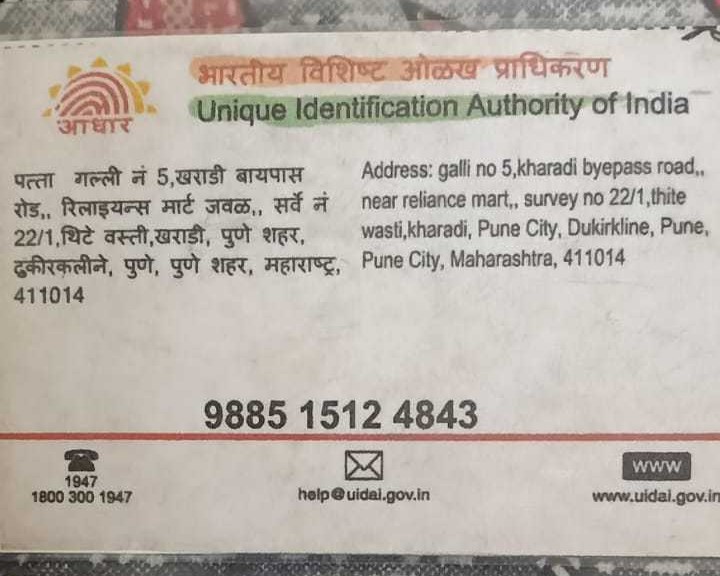 भारतीय विशिष्ट ओळख प्राधिकरण
Unique Identification Authority of India
आधार
पत्ता गल्ली नं 5,खराडी बायपास
रोड,, रिलाइयन्स मार्ट जवळ,, सर्वे नं
22/1,थिटे वस्ती,खराडी, पुणे शहर,
ढुकीरकलीने, पुणे, पुणे शहर, महाराष्ट्र,
411014
Address: galli no 5,kharadi byepass road,,
near reliance mart,, survey no 22/1,thite
wasti,kharadi, Pune City, Dukirkline, Pune,
Pune City, Maharashtra, 411014
9885 1512 4843
1947
1800 300 1947
help@uidai.gov.in
www
www.uidai.gov.in